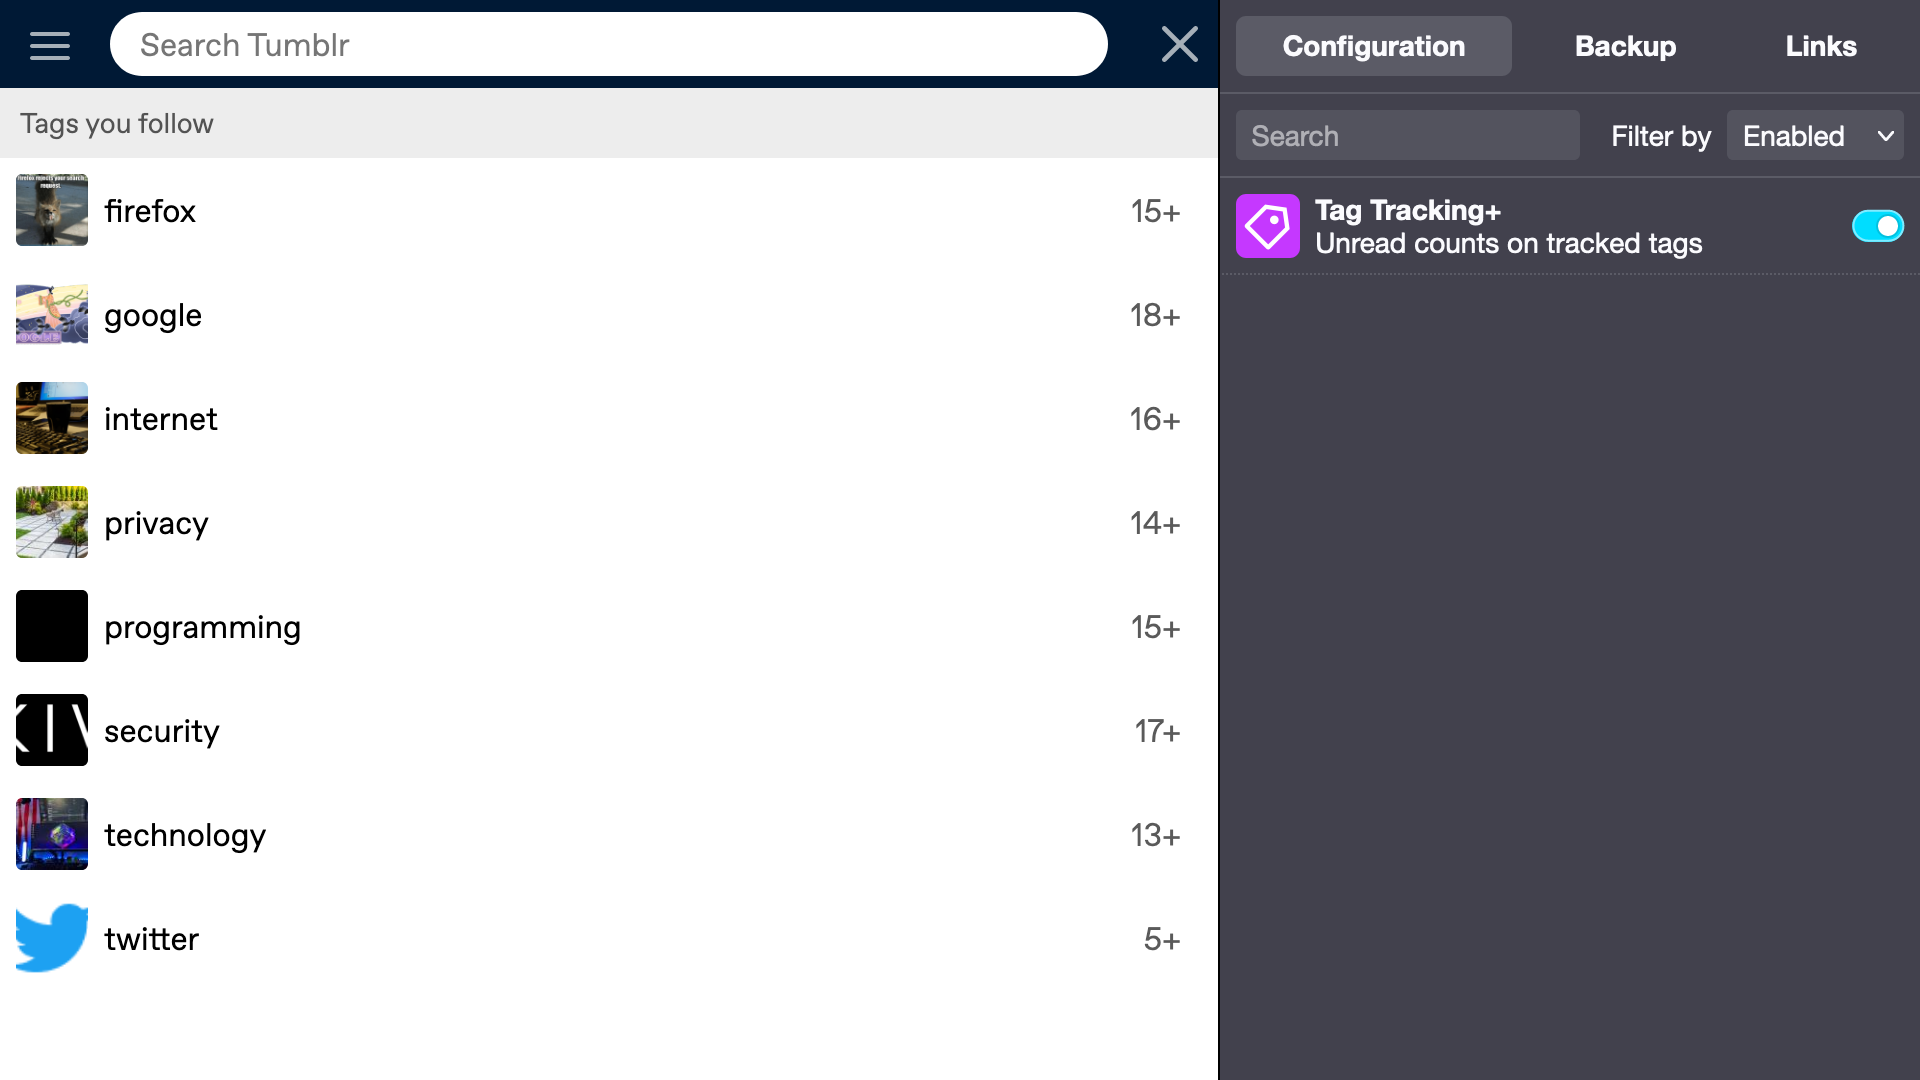 Search Tumblr
Tags you follow
firefox 15+
google 18+
internet 16+
privacy 14+
programming 15+
security 17+
technology 13+
twitter 5+
Configuration Backup Links
Search Filter by Enabled
Tag Tracking+
Unread counts on tracked tags